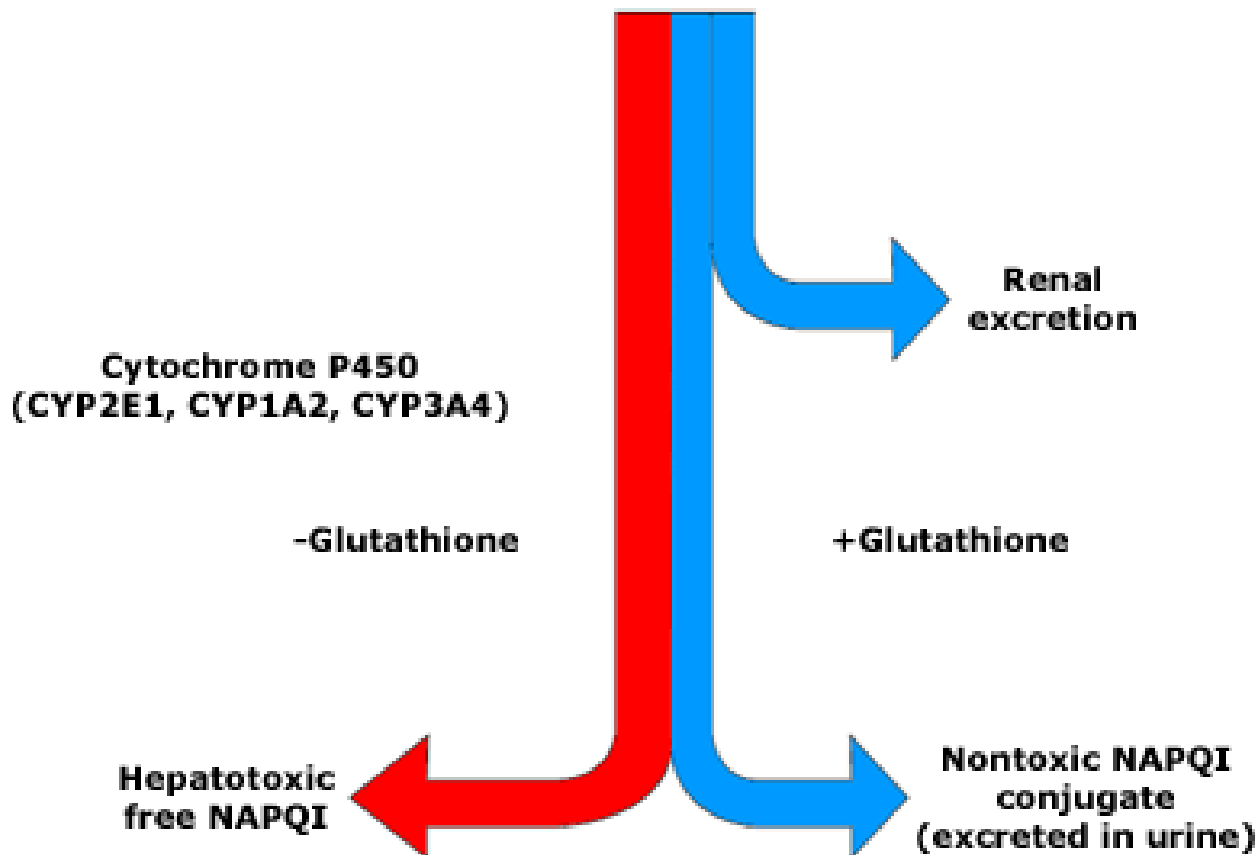 Renal
excretion
Cytochrome P450
(CYP2E1, CYP1A2, CYP3A4)
-Glutathione
+Glutathione
Hepatotoxic
free NAPQI
Nontoxic NAPQI
conjugate
(excreted in urine)